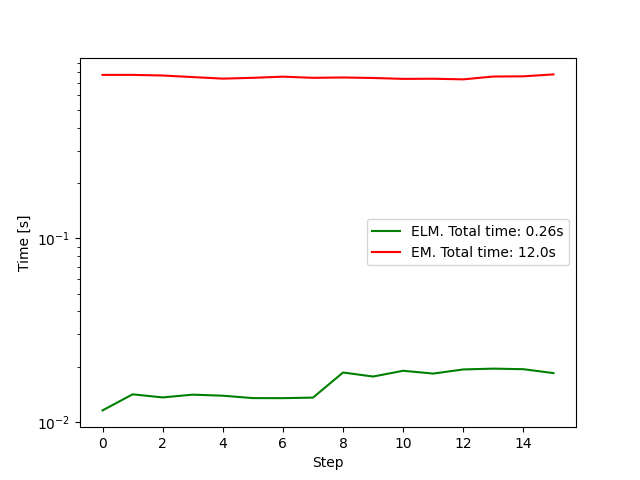 10⁻¹
10⁻²
Time [s]
ELM. Total time: 0.26s
EM. Total time: 12.0s
0 2 4 6 8 10 12 14
Step